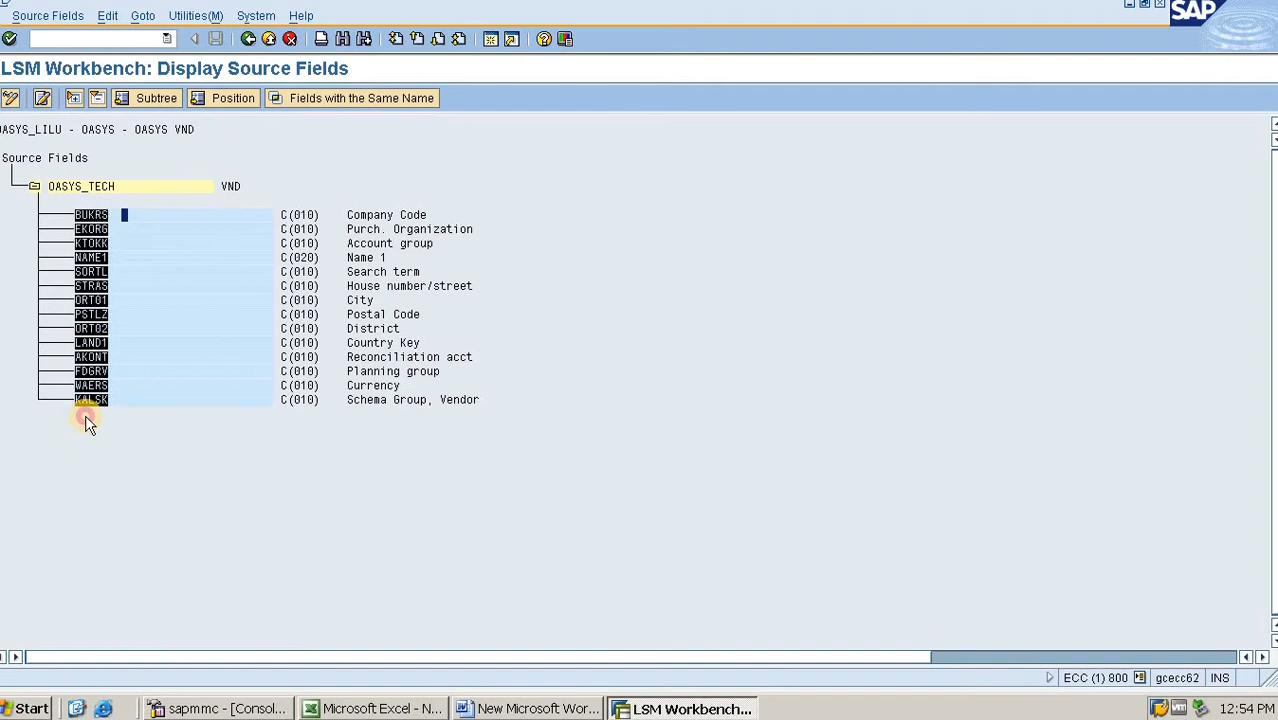 Source Fields Edit Goto Utilities(M) System Help
SAP
LSM Workbench: Display Source Fields
Subtree Position Fields with the Same Name
OASYS_LILU - OASYS - OASYS VND
Source Fields
OASYS_TECH VND
BUKRS C(010) Company Code
EKORG C(010) Purch. Organization
KTOKK C(010) Account group
NAME1 C(020) Name 1
SORTL C(010) Search term
STRAS C(010) House number/street
ORT01 C(010) City
PSTLZ C(010) Postal Code
ORT02 C(010) District
LAND1 C(010) Country Key
AKONT C(010) Reconciliation acct
FDGRV C(010) Planning group
WAERS C(010) Currency
KALSK C(010) Schema Group, Vendor
ECC (1) 800 gcecc62 INS
Start sapmmc - [Consol... Microsoft Excel - N... New Microsoft Wor... LSM Workbench... 12:54 PM